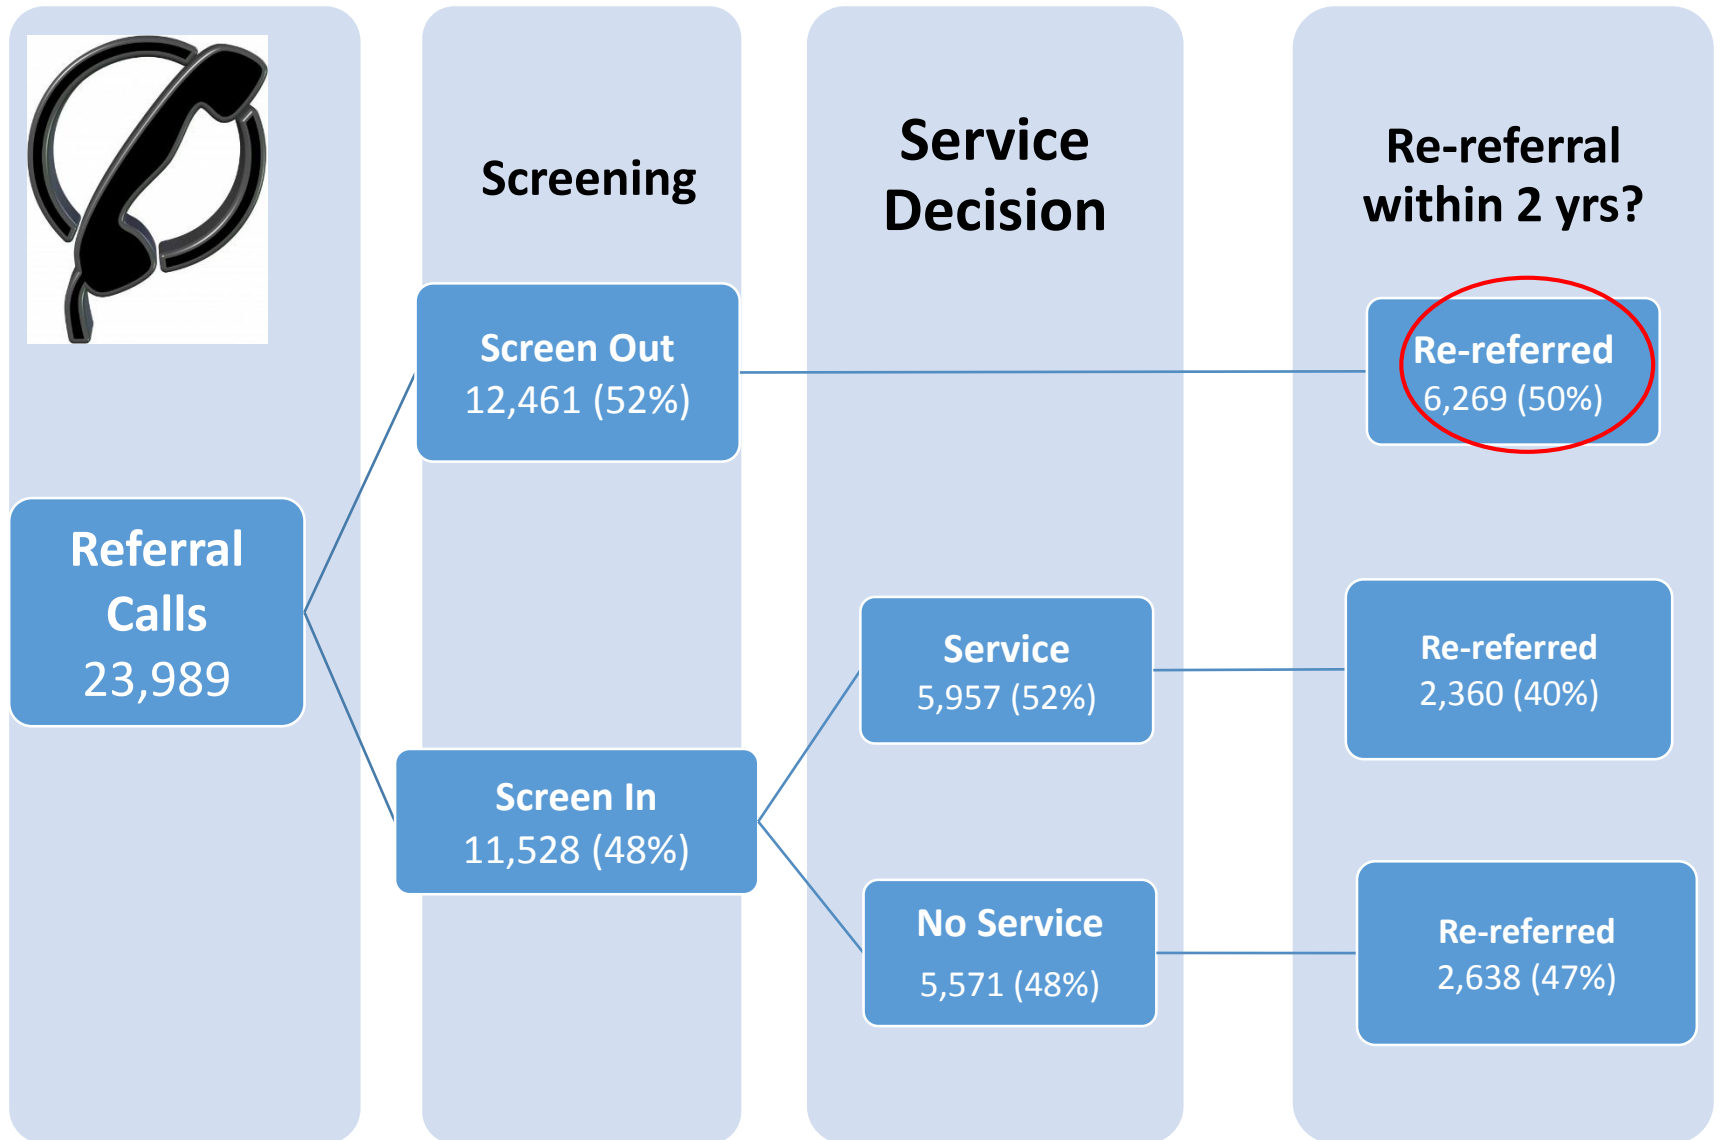 Screening
Service
Decision
Re-referral
within 2 yrs?
Referral
Calls
23,989
Screen Out
12,461 (52%)
Re-referred
6,269 (50%)
Screen In
11,528 (48%)
Service
5,957 (52%)
Re-referred
2,360 (40%)
No Service
5,571 (48%)
Re-referred
2,638 (47%)